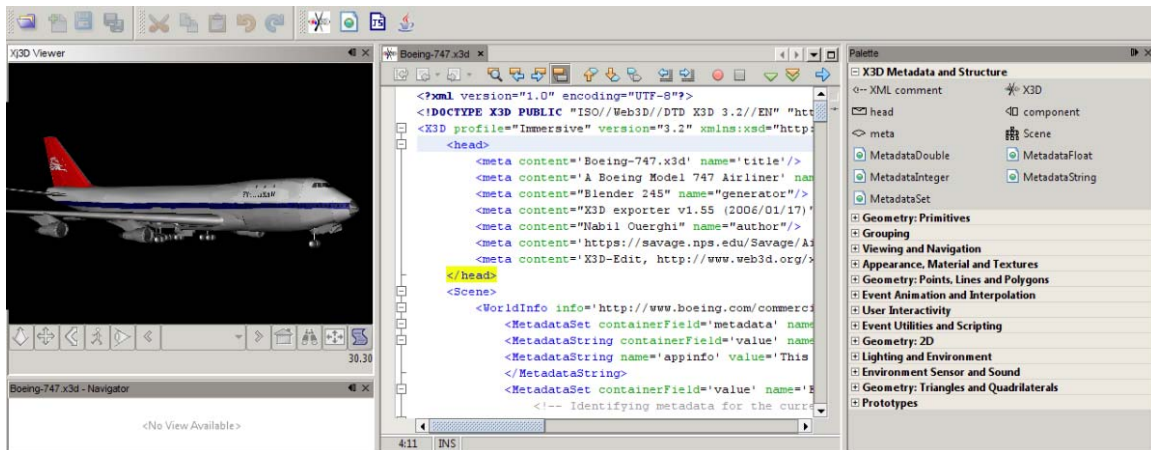 Xj3D Viewer
30.30
Boeing-747.x3d - Navigator
<No View Available>
Boeing-747.x3d
<?xml version="1.0" encoding="UTF-8"?>
<!DOCTYPE X3D PUBLIC "ISO//Web3D//DTD X3D 3.2//EN" "htt
<X3D profile="Immersive" version="3.2" xmlns:xsd="http:
<head>
<meta content='Boeing-747.x3d' name='title'/>
<meta content='A Boeing Model 747 Airliner' nam
<meta content="Blender 245" name="generator"/>
<meta content="X3D exporter v1.55 (2006/01/17)"
<meta content="Nabil Ouerghi" name="author"/>
<meta content='https://savage.nps.edu/Savage/Ai
<meta content='X3D-Edit, http://www.web3d.org/x
</head>
<Scene>
<WorldInfo info='http://www.boeing.com/commerci
<MetadataSet containerField='metadata' name
<MetadataString containerField='value' name
<MetadataString name='appinfo' value='This
</MetadataString>
<MetadataSet containerField='value' name='
<!-- Identifying metadata for the curre
4:11 INS
Palette
X3D Metadata and Structure
<!-- XML comment X3D
head component
meta Scene
MetadataDouble MetadataFloat
MetadataInteger MetadataString
MetadataSet
Geometry: Primitives
Grouping
Viewing and Navigation
Appearance, Material and Textures
Geometry: Points, Lines and Polygons
Event Animation and Interpolation
User Interactivity
Event Utilities and Scripting
Geometry: 2D
Lighting and Environment
Environment Sensor and Sound
Geometry: Triangles and Quadrilaterals
Prototypes